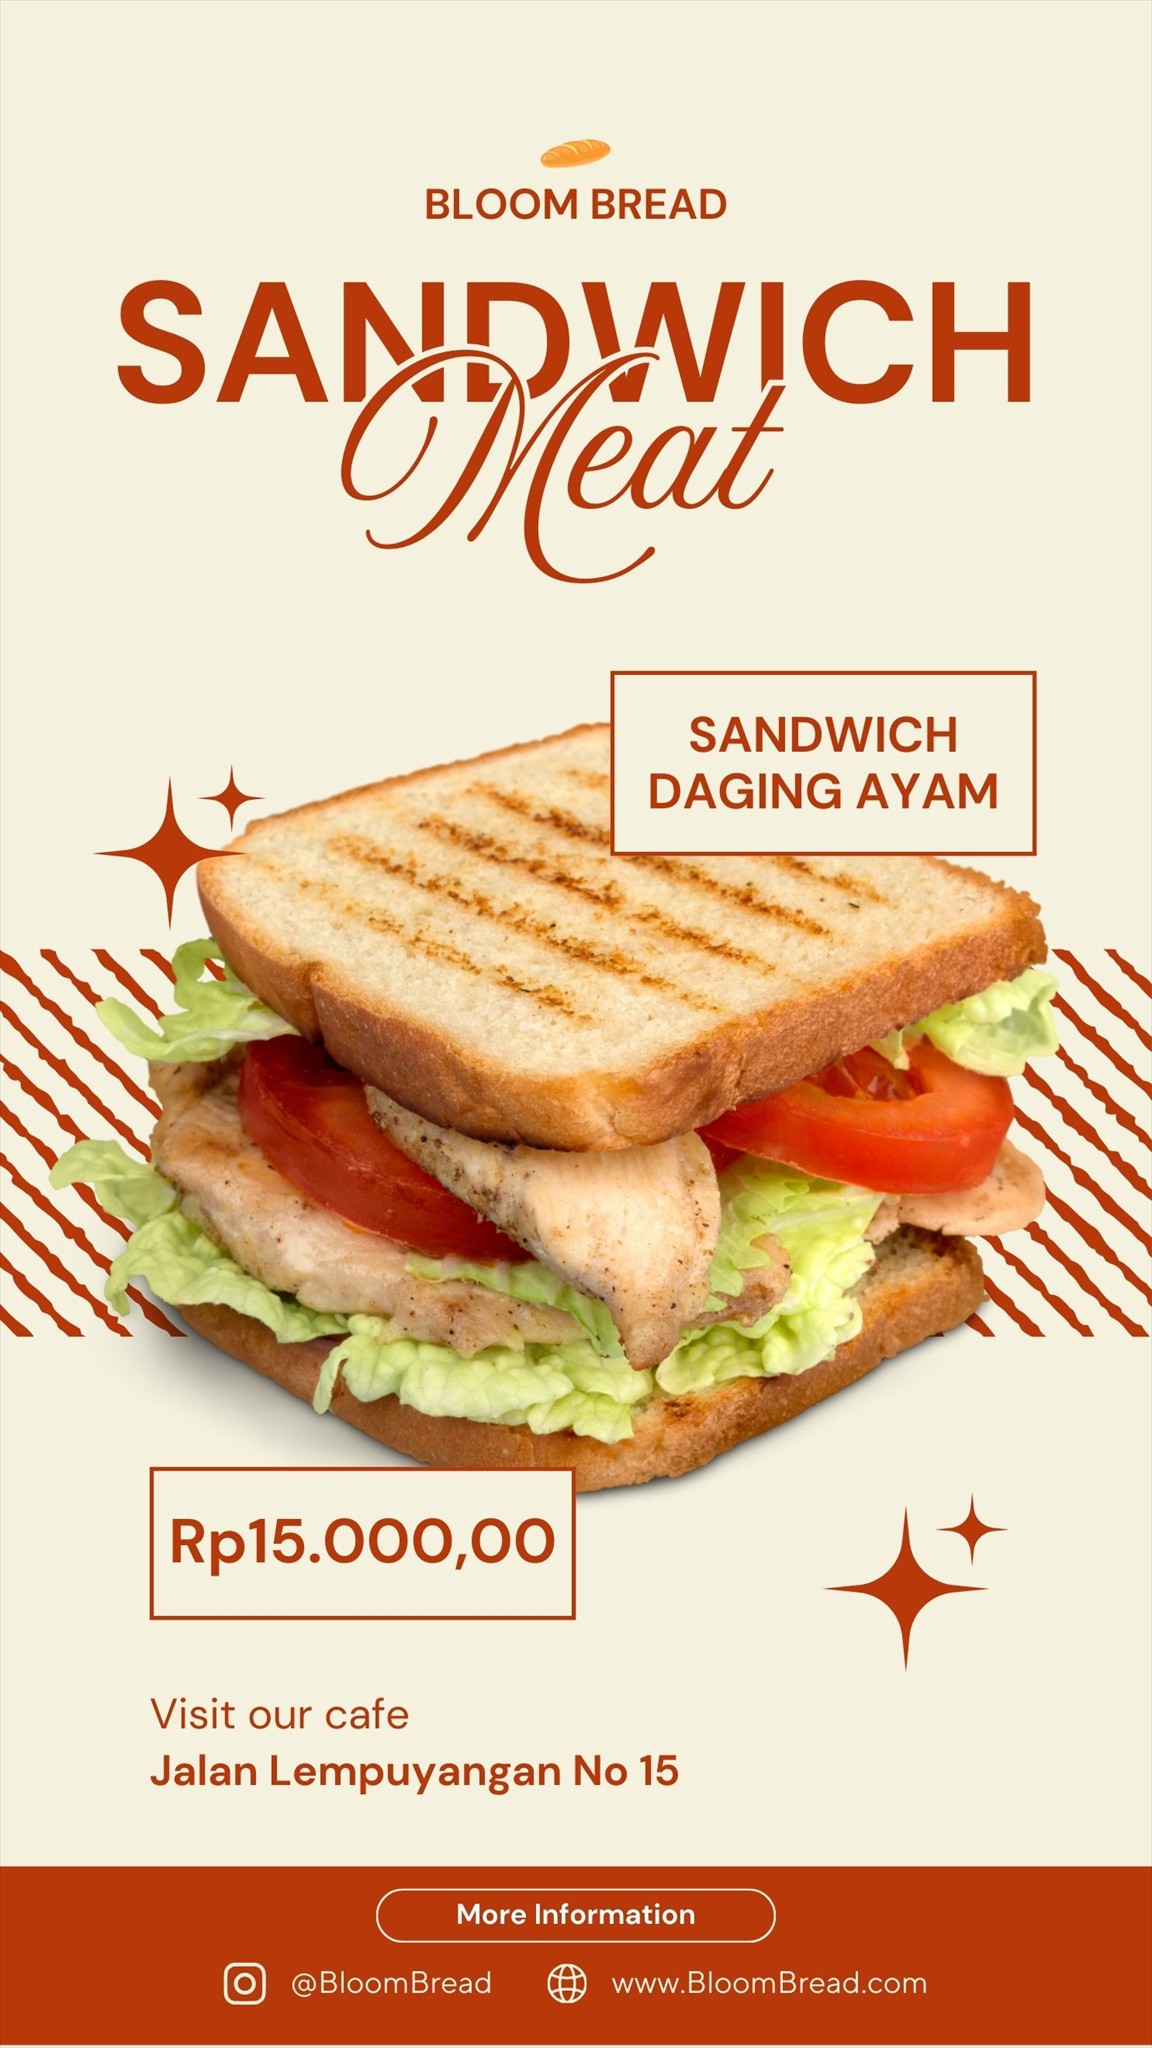 BLOOM BREAD
SANDWICH
Meat
SANDWICH
DAGING AYAM
Rp15.000,00
Visit our cafe
Jalan Lempuyangan No 15
More Information
@BloomBread
www.BloomBread.com